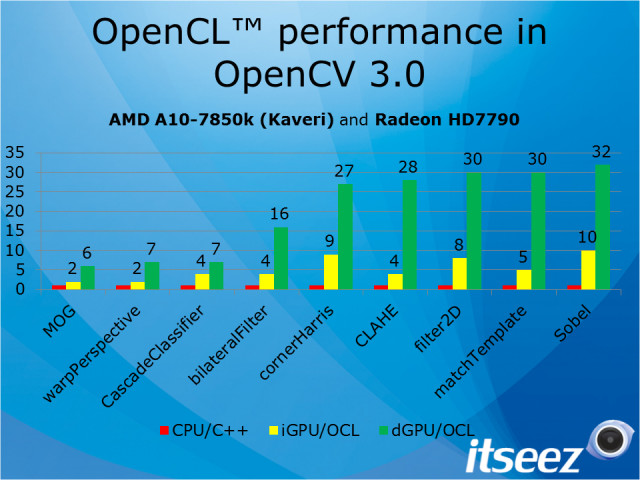 OpenCL™ performance in
OpenCV 3.0
AMD A10-7850k (Kaveri) and Radeon HD7790
35
30
25
20
15
10
5
0
2 6
2 7
4 7
4 16
9 27
4 28
8 30
5 30
10 32
MOG
warpPerspective
CascadeClassifier
bilateralFilter
cornerHarris
CLAHE
filter2D
matchTemplate
Sobel
CPU/C++ iGPU/OCL dGPU/OCL
itseez